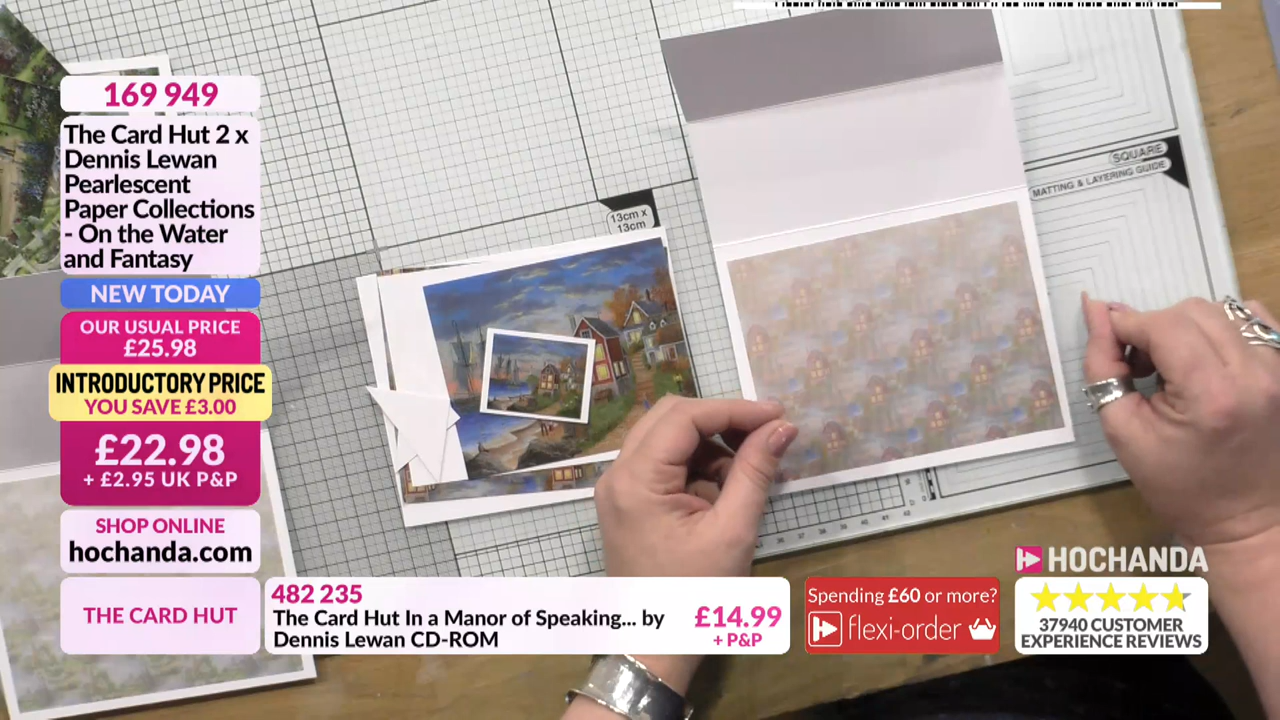 169 949
The Card Hut 2 x
Dennis Lewan
Pearlescent
Paper Collections
- On the Water
and Fantasy
NEW TODAY
OUR USUAL PRICE
£25.98
INTRODUCTORY PRICE
YOU SAVE £3.00
£22.98
+ £2.95 UK P&P
SHOP ONLINE
hochanda.com
THE CARD HUT
482 235
The Card Hut In a Manor of Speaking... by
Dennis Lewan CD-ROM
£14.99
+ P&P
Spending £60 or more?
flexi-order
HOCHANDA
37940 CUSTOMER
EXPERIENCE REVIEWS
13cm x
13cm
SQUARE
MATTING & LAYERING GUIDE